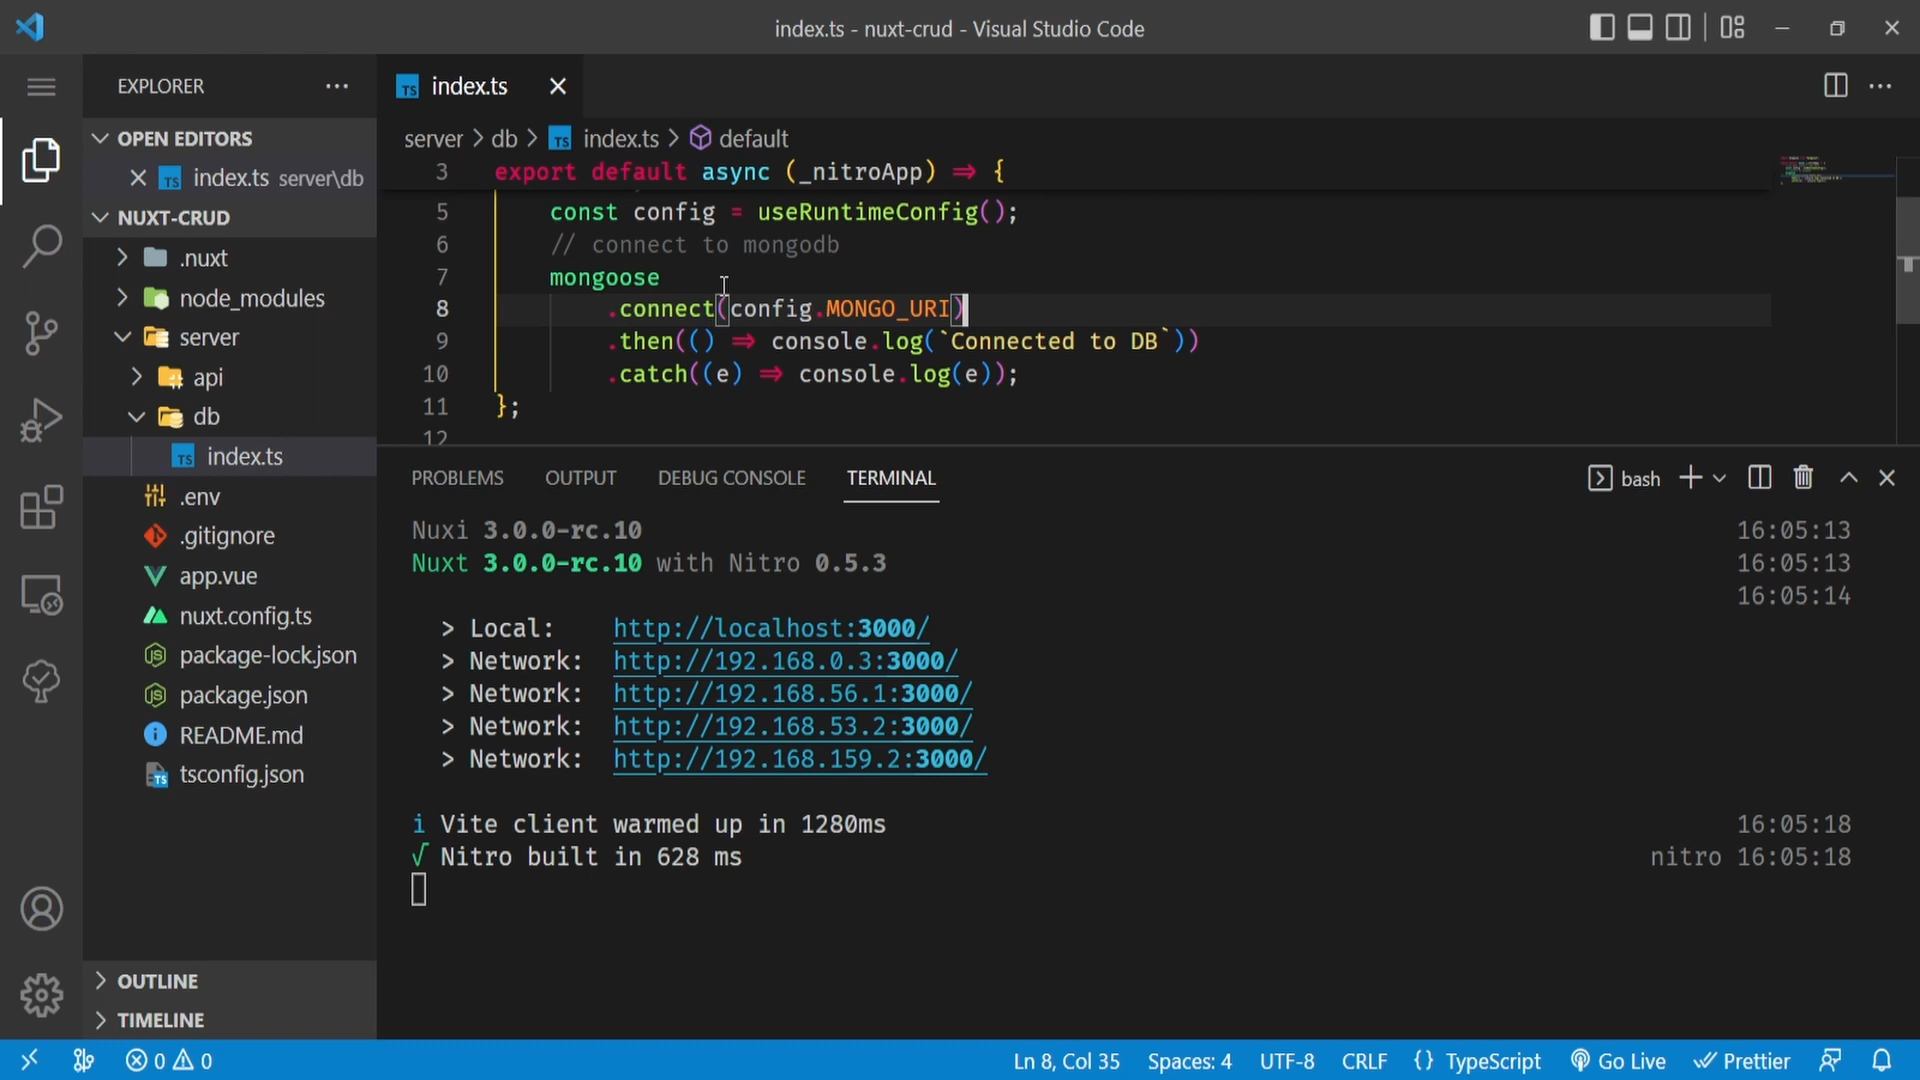 index.ts - nuxt-crud - Visual Studio Code
EXPLORER
OPEN EDITORS
index.ts server\db
NUXT-CRUD
.nuxt
node_modules
server
api
db
index.ts
.env
.gitignore
app.vue
nuxt.config.ts
package-lock.json
package.json
README.md
tsconfig.json
OUTLINE
TIMELINE
index.ts
server > db > index.ts > default
3 export default async (_nitroApp) => {
5 const config = useRuntimeConfig();
6 // connect to mongodb
7 mongoose
8 .connect(config.MONGO_URI)
9 .then(() => console.log(`Connected to DB`))
10 .catch((e) => console.log(e));
11 };
12
PROBLEMS OUTPUT DEBUG CONSOLE TERMINAL
bash
Nuxi 3.0.0-rc.10 16:05:13
Nuxt 3.0.0-rc.10 with Nitro 0.5.3 16:05:13
16:05:14
> Local: http://localhost:3000/
> Network: http://192.168.0.3:3000/
> Network: http://192.168.56.1:3000/
> Network: http://192.168.53.2:3000/
> Network: http://192.168.159.2:3000/
i Vite client warmed up in 1280ms 16:05:18
√ Nitro built in 628 ms nitro 16:05:18
0 0 Ln 8, Col 35 Spaces: 4 UTF-8 CRLF {} TypeScript Go Live Prettier